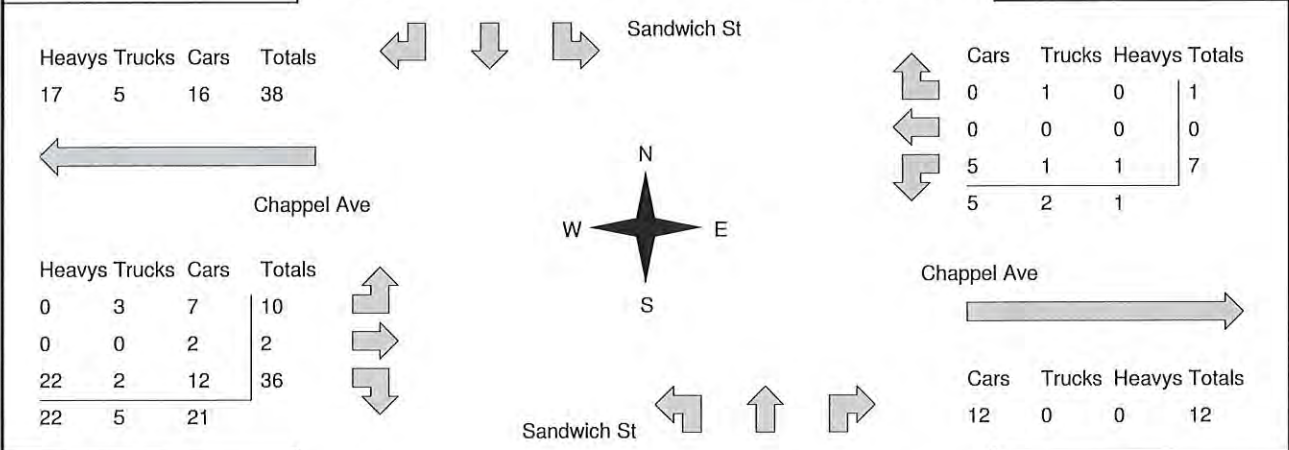 Sandwich St
Heavys Trucks Cars Totals
17 5 16 38
Cars Trucks Heavys Totals
0 1 0 1
0 0 0 0
5 1 1 7
5 2 1
N
W E
S
Chappel Ave
Heavys Trucks Cars Totals
0 3 7 10
0 0 2 2
22 2 12 36
22 5 21
Chappel Ave
Cars Trucks Heavys Totals
12 0 0 12
Sandwich St